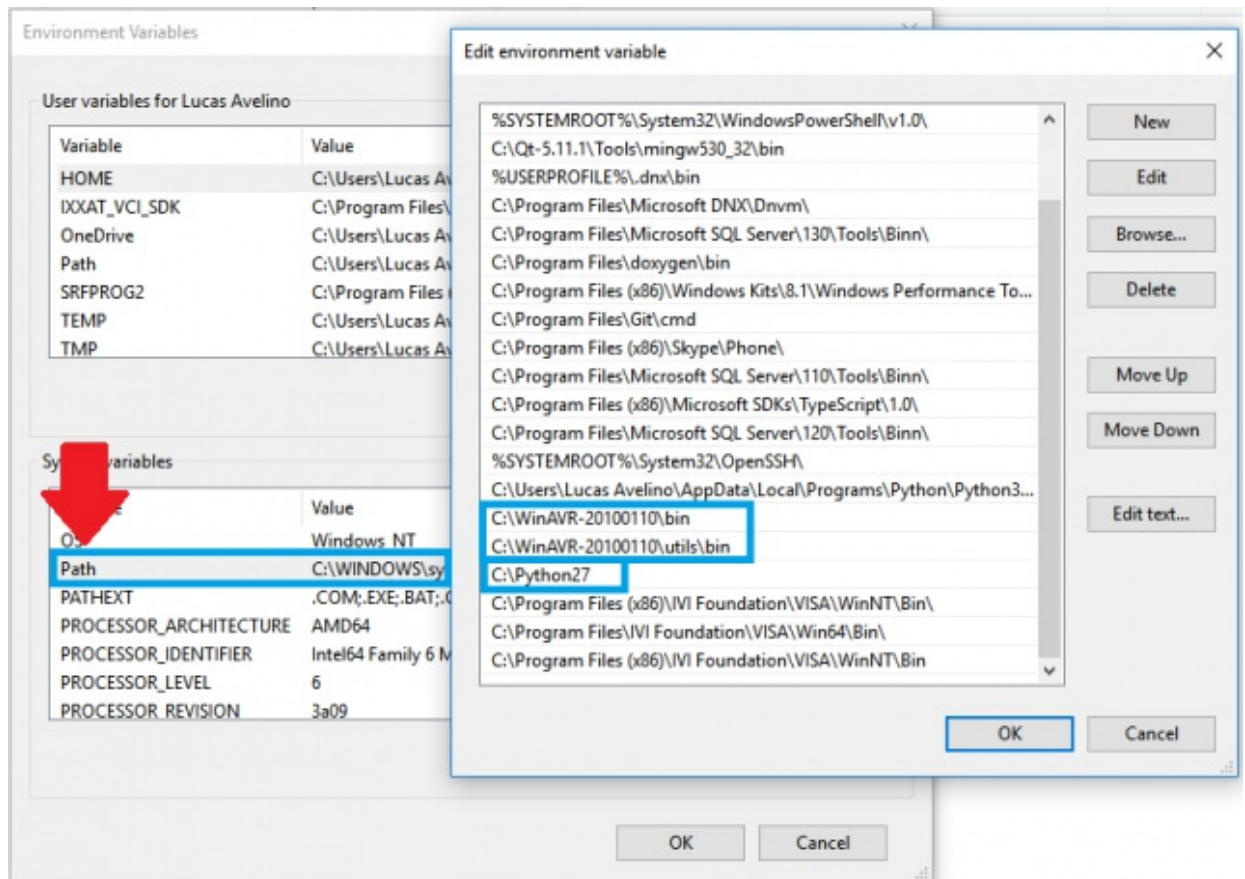 Environment Variables
User variables for Lucas Avelino
Variable Value
HOME C:\Users\Lucas Av
IXXAT_VCI_SDK C:\Program Files\
OneDrive C:\Users\Lucas Av
Path C:\Users\Lucas Av
SRFPROG2 C:\Program Files
TEMP C:\Users\Lucas Av
TMP C:\Users\Lucas Av
Sy variables
e Value
OS Windows_NT
Path C:\WINDOWS\sy
PATHEXT .COM;.EXE;.BAT;.C
PROCESSOR_ARCHITECTURE AMD64
PROCESSOR_IDENTIFIER Intel64 Family 6 M
PROCESSOR_LEVEL 6
PROCESSOR_REVISION 3a09
OK Cancel
Edit environment variable
%SYSTEMROOT%\System32\WindowsPowerShell\v1.0\
C:\Qt-5.11.1\Tools\mingw530_32\bin
%USERPROFILE%\.dnx\bin
C:\Program Files\Microsoft DNX\Dnvm\
C:\Program Files\Microsoft SQL Server\130\Tools\Binn\
C:\Program Files\doxygen\bin
C:\Program Files (x86)\Windows Kits\8.1\Windows Performance To...
C:\Program Files\Git\cmd
C:\Program Files (x86)\Skype\Phone\
C:\Program Files\Microsoft SQL Server\110\Tools\Binn\
C:\Program Files (x86)\Microsoft SDKs\TypeScript\1.0\
C:\Program Files\Microsoft SQL Server\120\Tools\Binn\
%SYSTEMROOT%\System32\OpenSSH\
C:\Users\Lucas Avelino\AppData\Local\Programs\Python\Python3...
C:\WinAVR-20100110\bin
C:\WinAVR-20100110\utils\bin
C:\Python27
C:\Program Files (x86)\IVI Foundation\VISA\WinNT\Bin\
C:\Program Files\IVI Foundation\VISA\Win64\Bin\
C:\Program Files (x86)\IVI Foundation\VISA\WinNT\Bin
New
Edit
Browse...
Delete
Move Up
Move Down
Edit text...
OK Cancel